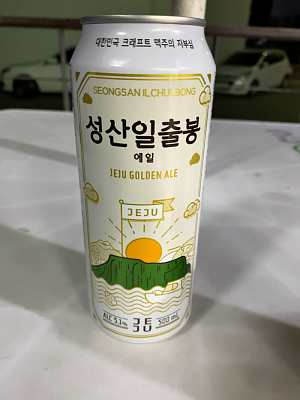 대한민국 크래프트 맥주의 자부심
SEONGSAN ILCHUL BONG
성산일출봉
에일
JEJU GOLDEN ALE
JEJU
ALC 5.1%
JE
JU
500 ml